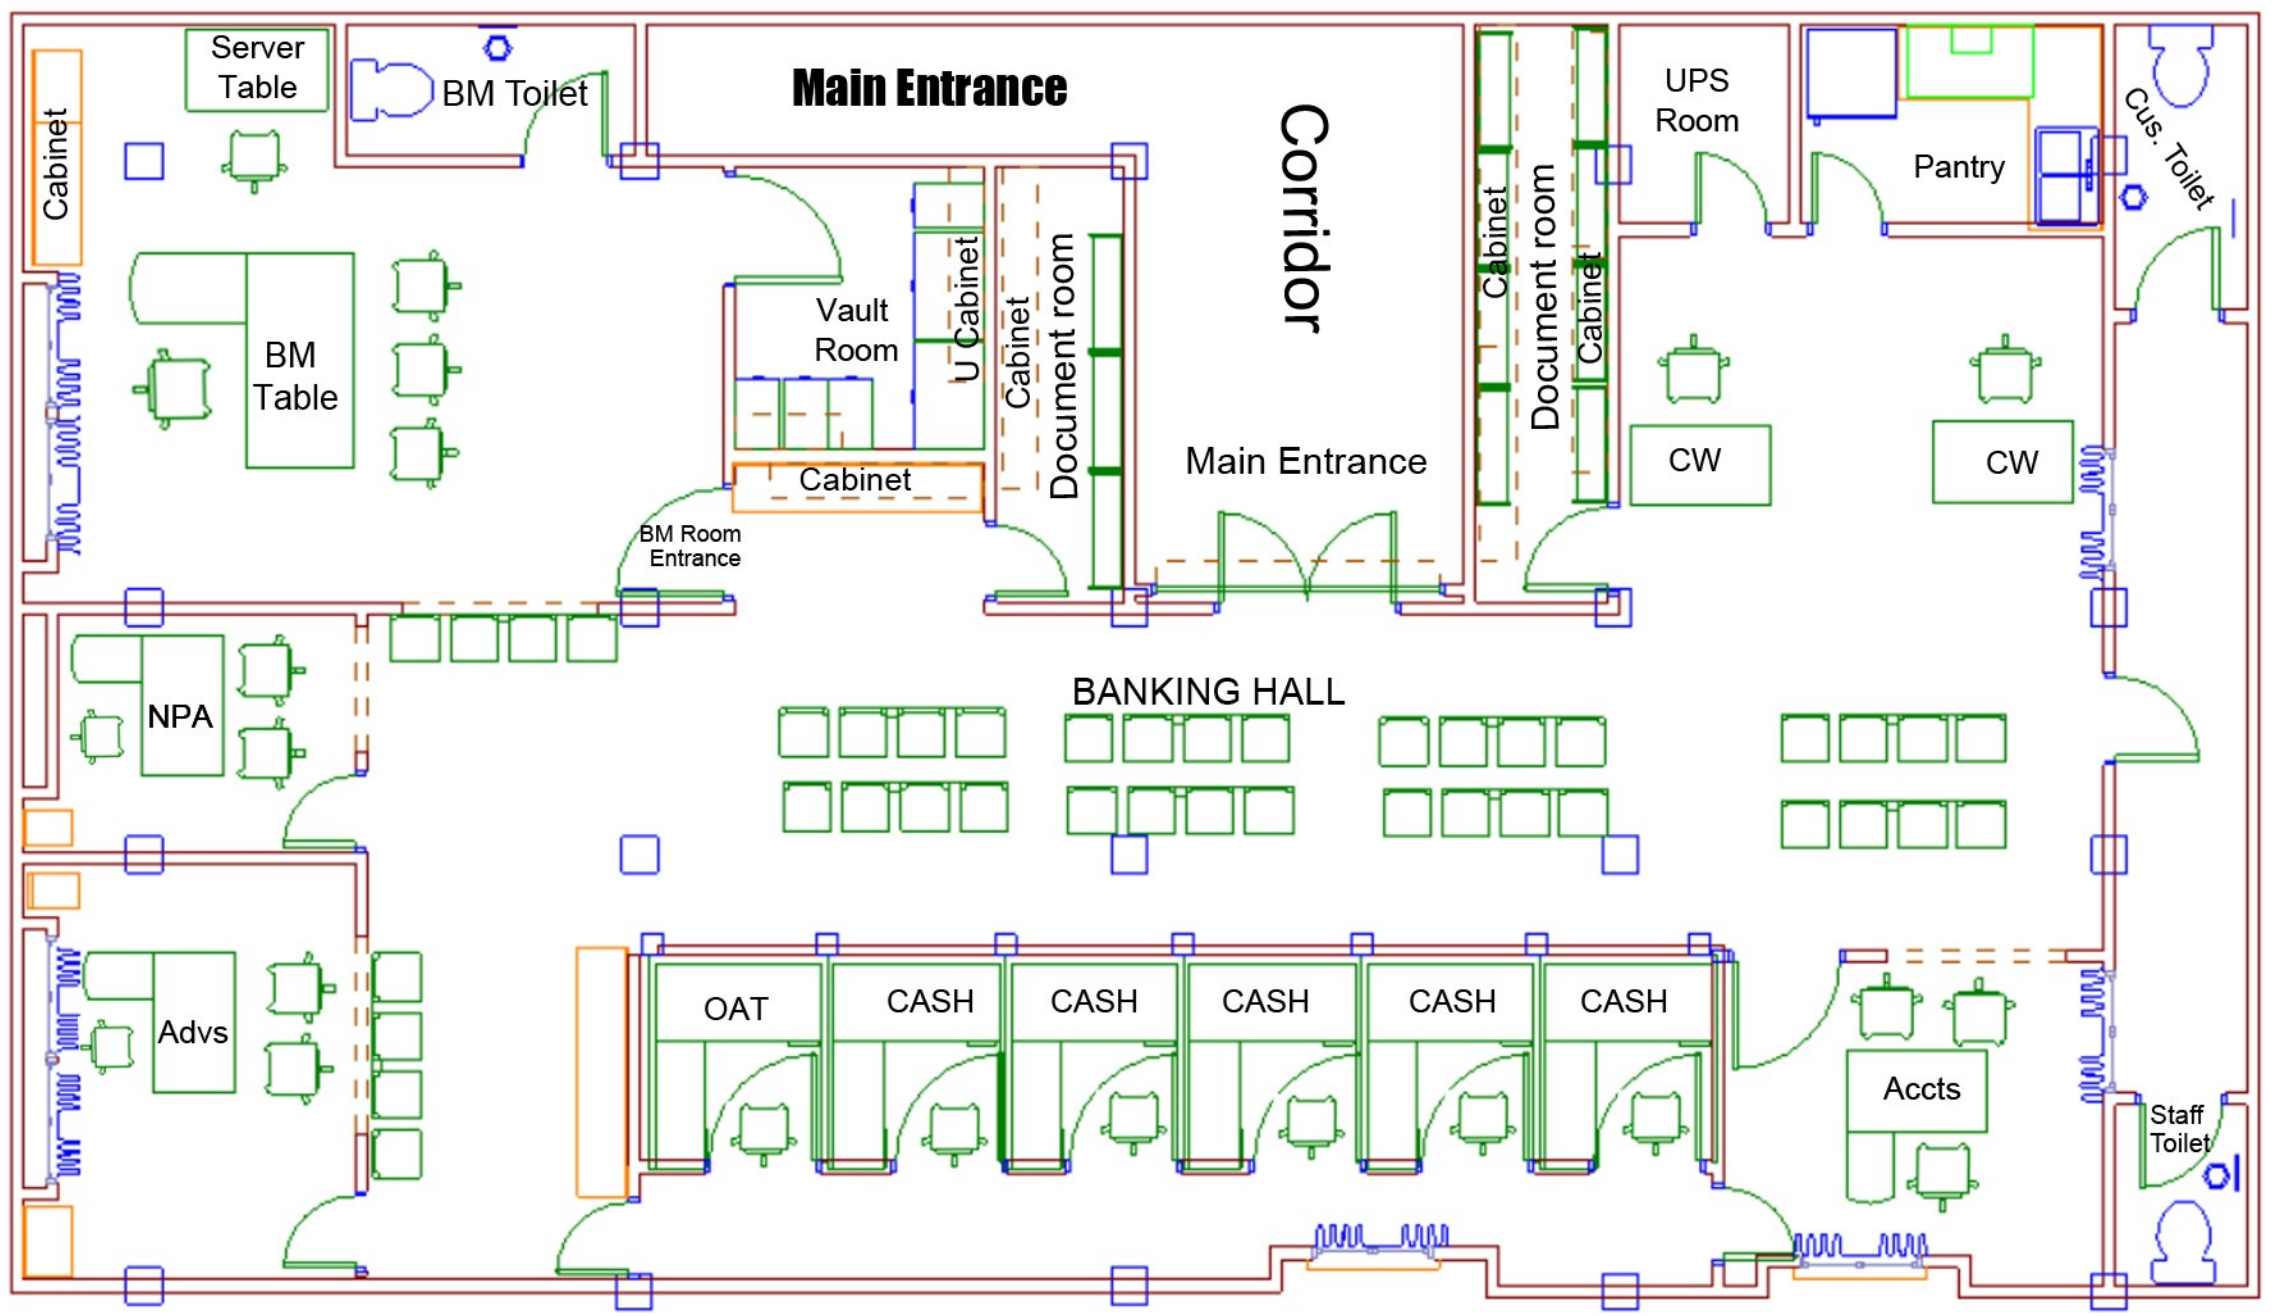 Server
Table
BM Toilet
Main Entrance
Corridor
UPS
Room
Pantry
Cus. Toilet
Cabinet
BM
Table
Vault
Room
U Cabinet
Cabinet
Document room
Cabinet
Document room
Cabinet
Cabinet
BM Room
Entrance
Main Entrance
CW
CW
BANKING HALL
NPA
Advs
OAT
CASH
CASH
CASH
CASH
CASH
Accts
Staff
Toilet